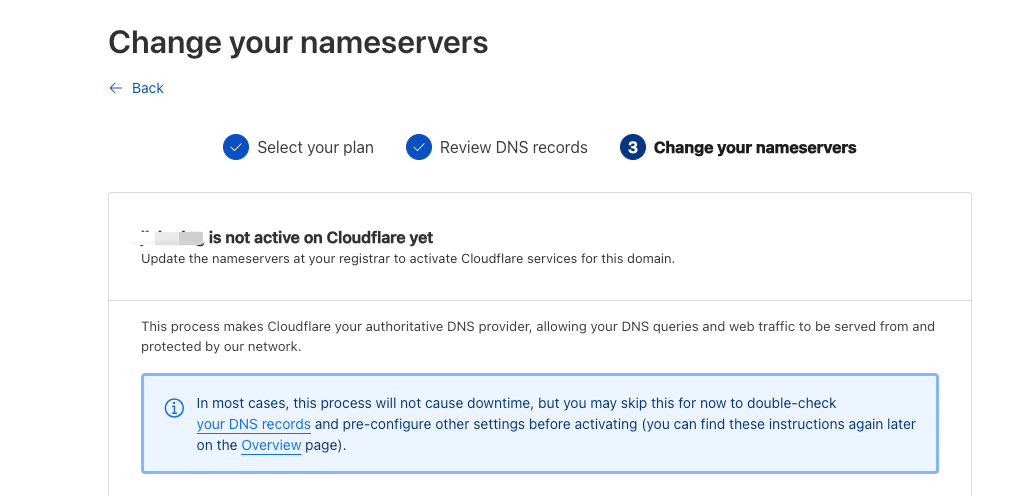 Change your nameservers
← Back
Select your plan
Review DNS records
3 Change your nameservers
is not active on Cloudflare yet
Update the nameservers at your registrar to activate Cloudflare services for this domain.
This process makes Cloudflare your authoritative DNS provider, allowing your DNS queries and web traffic to be served from and
protected by our network.
In most cases, this process will not cause downtime, but you may skip this for now to double-check
your DNS records and pre-configure other settings before activating (you can find these instructions again later
on the Overview page).